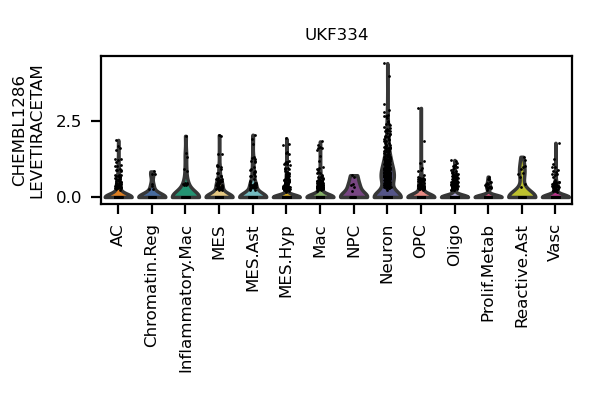 UKF334
CHEMBL1286
LEVETIRACETAM
2.5
0.0
AC
Chromatin.Reg
Inflammatory.Mac
MES
MES.Ast
MES.Hyp
Mac
NPC
Neuron
OPC
Oligo
Prolif.Metab
Reactive.Ast
Vasc